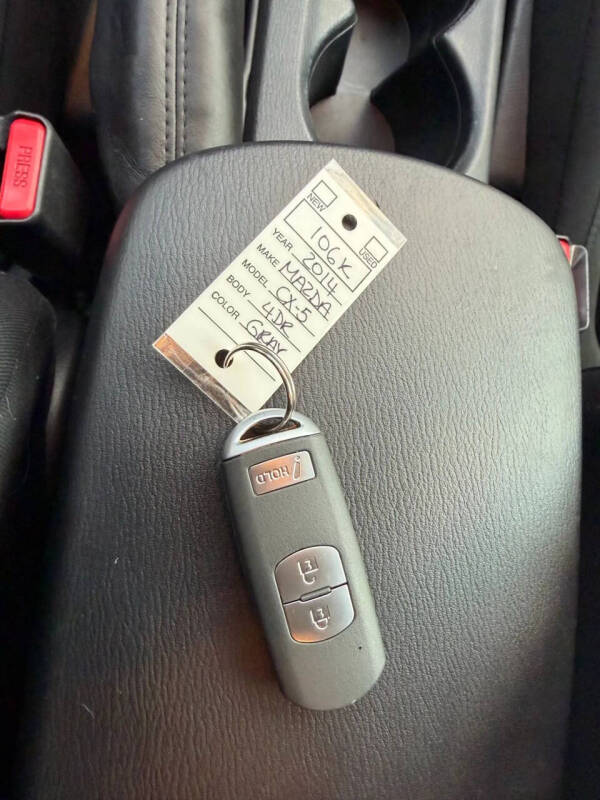 NEW
USED
106K
YEAR 2014
MAKE MAZDA
MODEL CX-5
BODY 4DR
COLOR GRAY
HOLD
PRESS